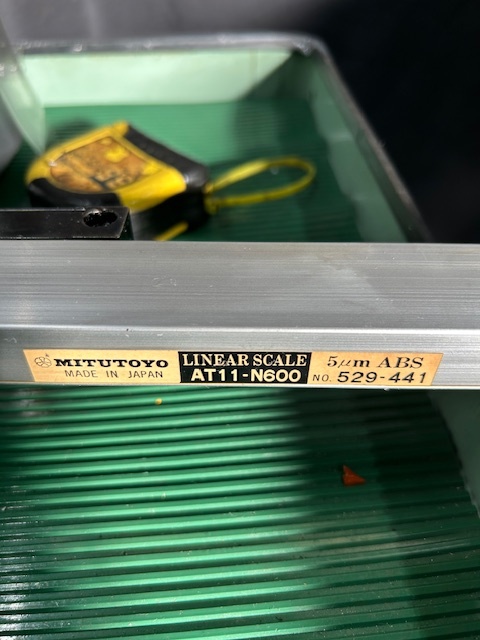 MITUTOYO
MADE IN JAPAN
LINEAR SCALE
AT11-N600
5μm ABS
NO. 529-441